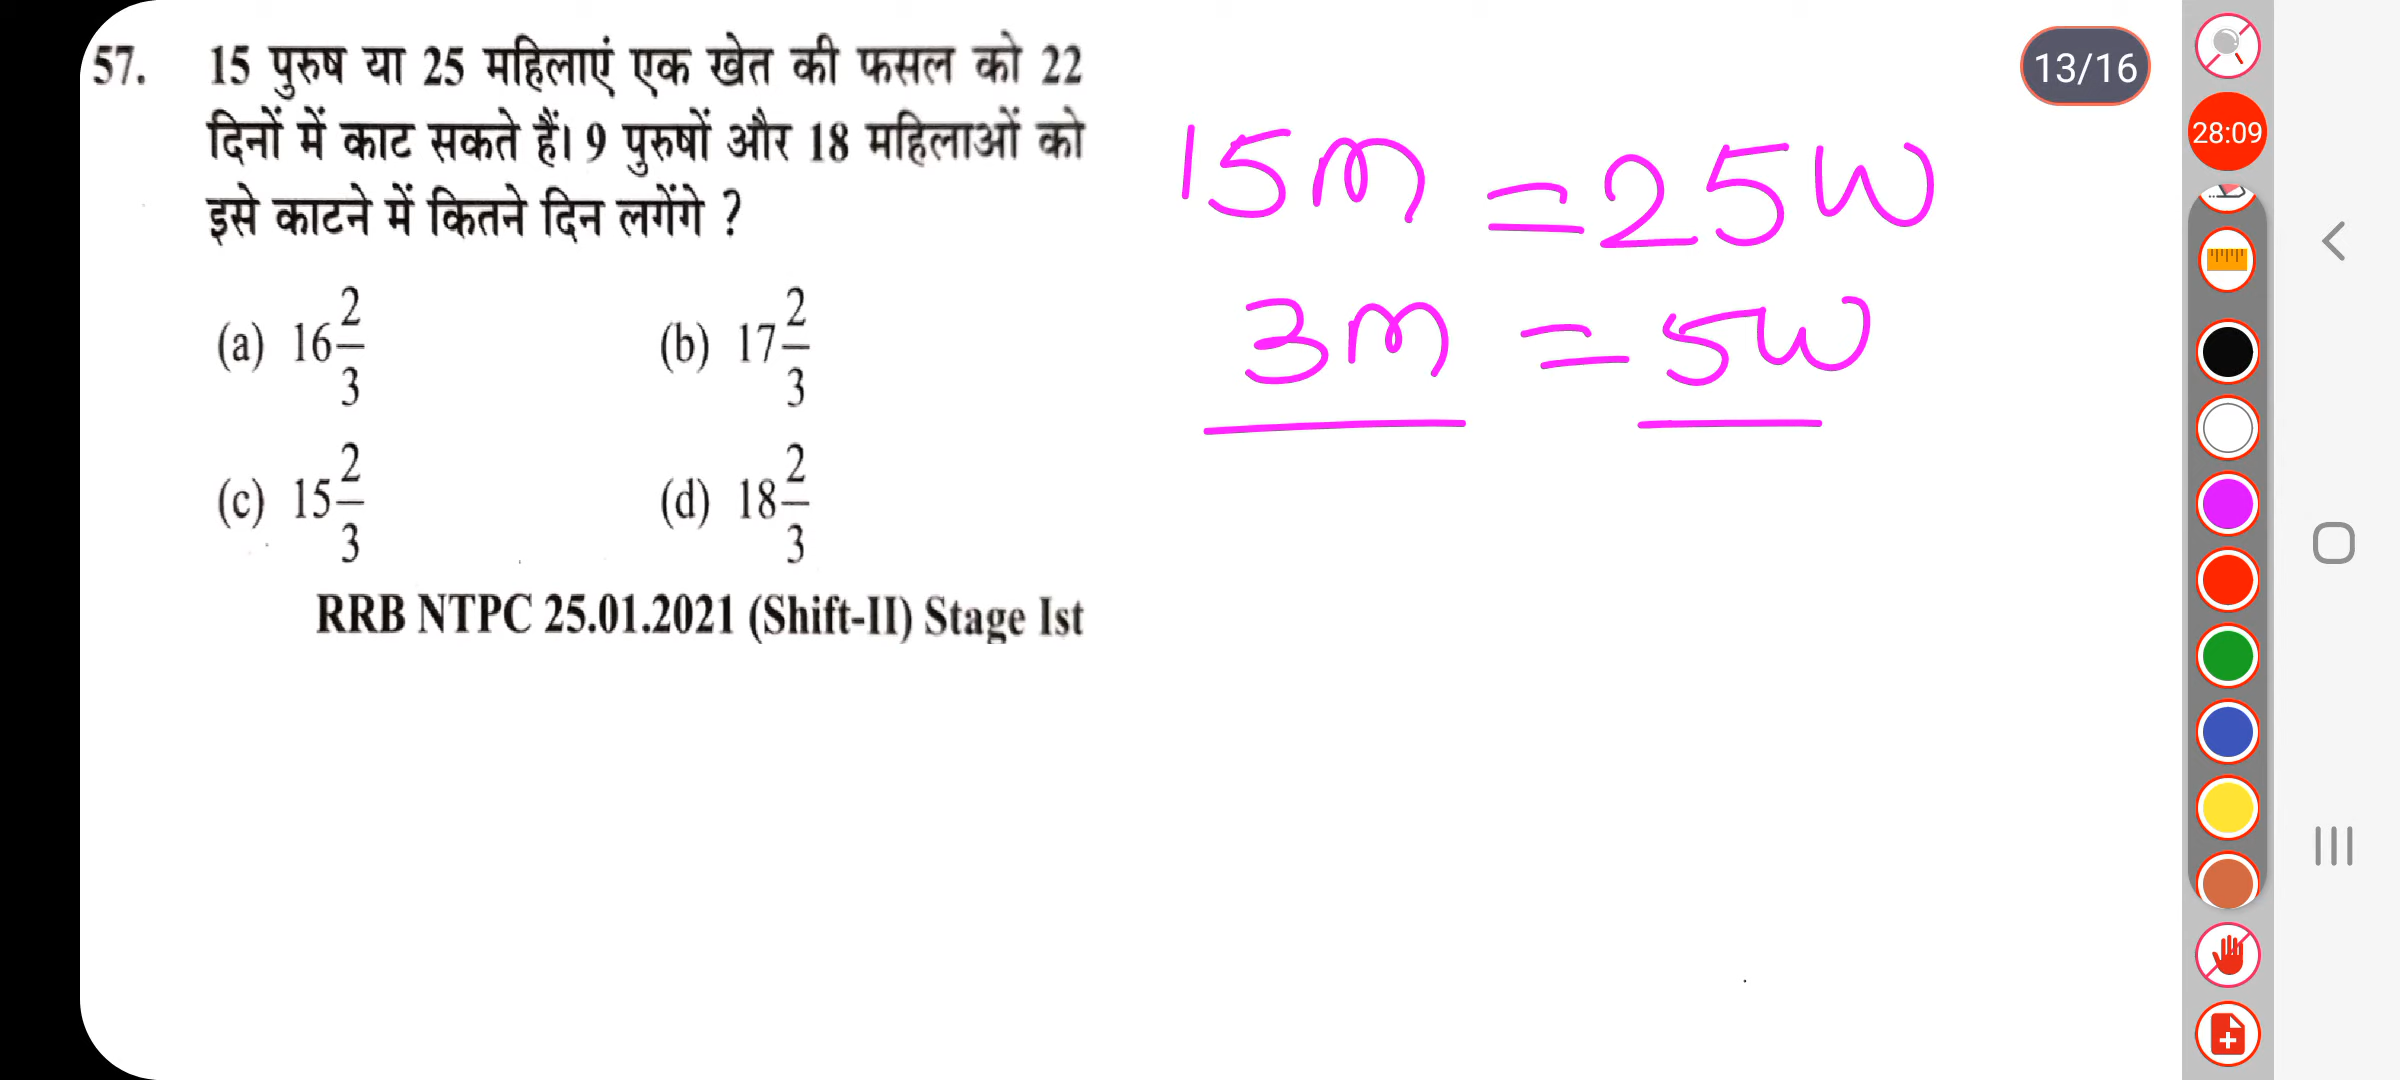 57. 15 पुरुष या 25 महिलाएं एक खेत की फसल को 22
दिनों में काट सकते हैं। 9 पुरुषों और 18 महिलाओं को
इसे काटने में कितने दिन लगेंगे ?
(a) 16 2/3 (b) 17 2/3
(c) 15 2/3 (d) 18 2/3
RRB NTPC 25.01.2021 (Shift-II) Stage Ist
15m = 25W
3m = 5W
13/16
28:09